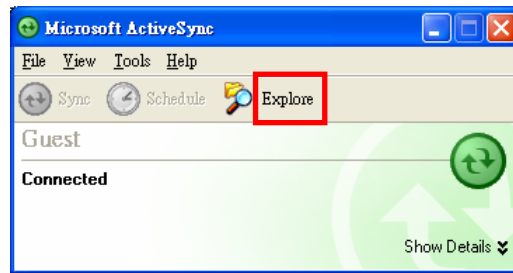 Microsoft ActiveSync
File View Tools Help
Sync Schedule Explore
Guest
Connected
Show Details